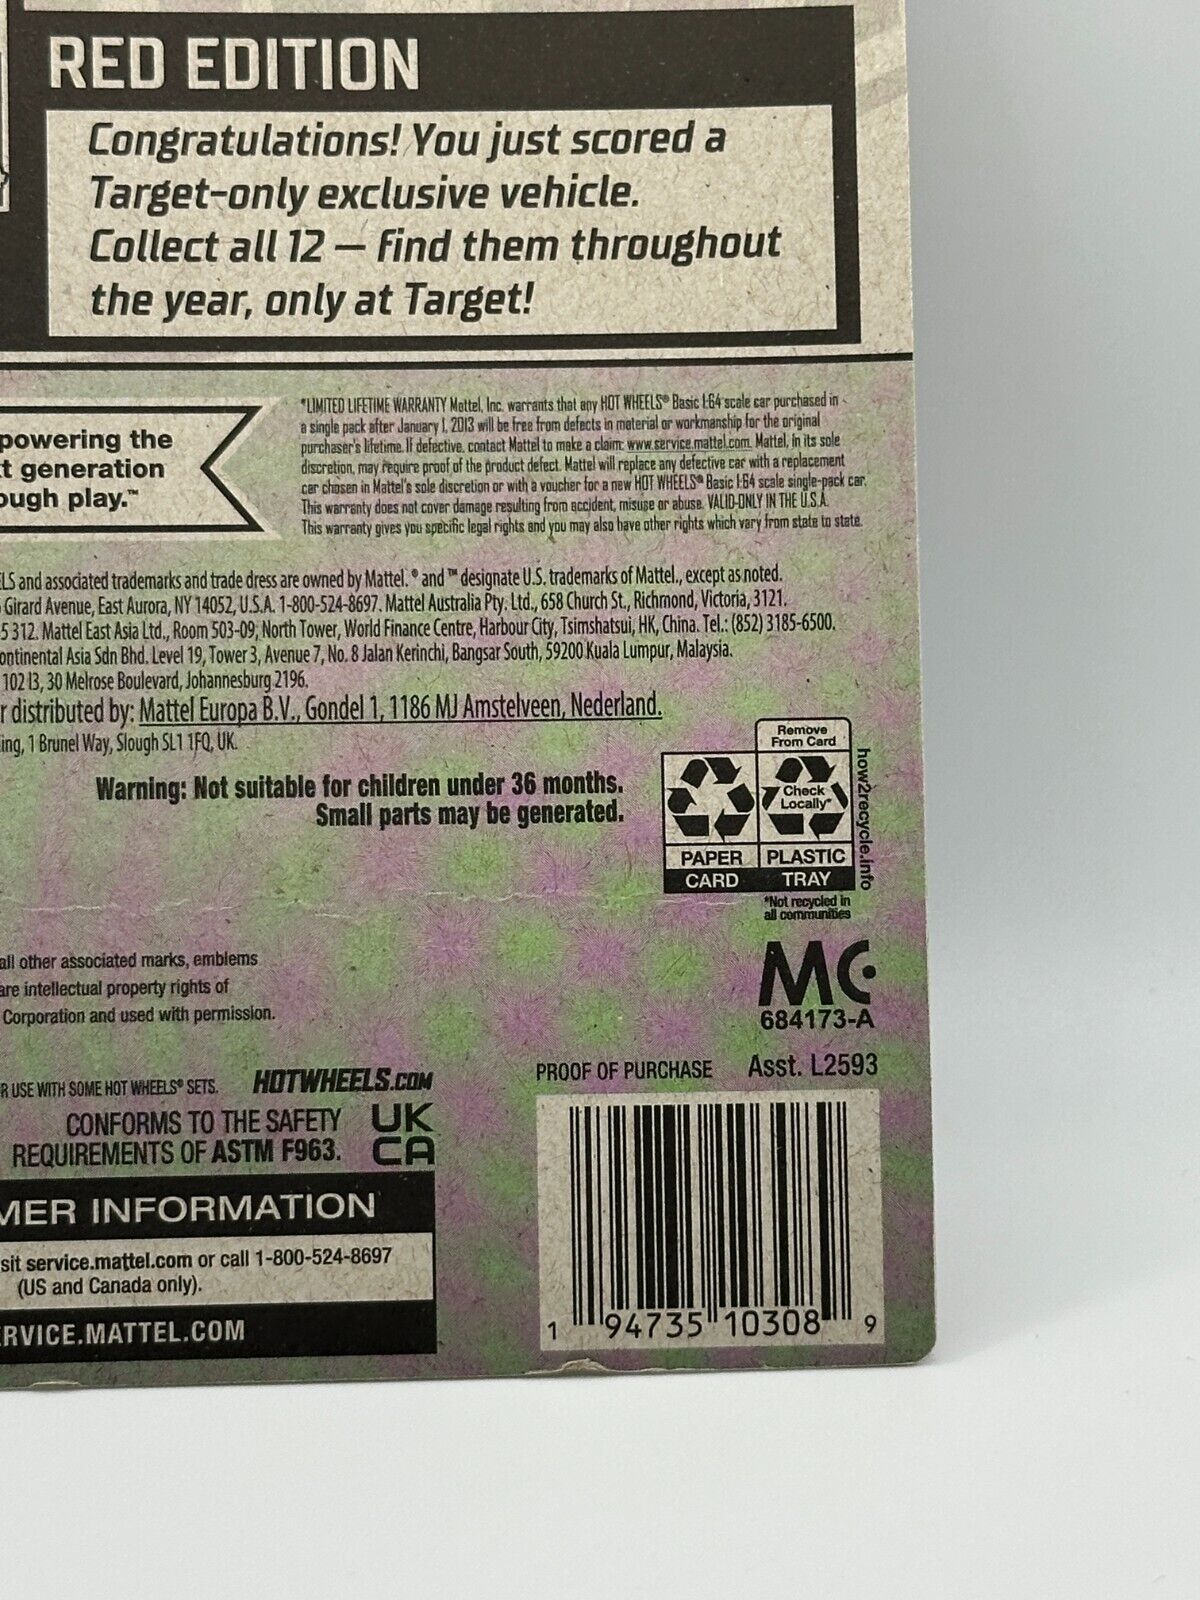 RED EDITION
Congratulations! You just scored a
Target-only exclusive vehicle.
Collect all 12 — find them throughout
the year, only at Target!
powering the
generation
play.™
*LIMITED LIFETIME WARRANTY Mattel, Inc. warrants that any HOT WHEELS® Basic 1:64 scale car purchased in
a single pack after January 1, 2013 will be free from defects in material or workmanship for the original
purchaser's lifetime. If defective, contact Mattel to make a claim: www.service.mattel.com. Mattel, in its sole
discretion, may require proof of the product defect. Mattel will replace any defective car with a replacement
car chosen in Mattel's sole discretion or with a voucher for a new HOT WHEELS® Basic 1:64 scale single-pack car.
This warranty does not cover damage resulting from accident, misuse or abuse. VALID ONLY IN THE U.S.A.
This warranty gives you specific legal rights and you may also have other rights which vary from state to state.
and associated trademarks and trade dress are owned by Mattel. ® and ™ designate U.S. trademarks of Mattel., except as noted.
Girard Avenue, East Aurora, NY 14052, U.S.A. 1-800-524-8697. Mattel Australia Pty. Ltd., 658 Church St., Richmond, Victoria, 3121.
312. Mattel East Asia Ltd., Room 503-09, North Tower, World Finance Centre, Harbour City, Tsimshatsui, HK, China. Tel.: (852) 3185-6500.
ontinental Asia Sdn Bhd. Level 19, Tower 3, Avenue 7, No. 8 Jalan Kerinchi, Bangsar South, 59200 Kuala Lumpur, Malaysia.
102 I3, 30 Melrose Boulevard, Johannesburg 2196.
r distributed by: Mattel Europa B.V., Gondel 1, 1186 MJ Amstelveen, Nederland.
ing, 1 Brunel Way, Slough SL1 1FQ, UK.
Warning: Not suitable for children under 36 months.
Small parts may be generated.
Remove
From Card
Check
Locally*
PAPER
CARD
PLASTIC
TRAY
how2recycle.info
*Not recycled in
all communities
all other associated marks, emblems
are intellectual property rights of
Corporation and used with permission.
MC
684173-A
R USE WITH SOME HOT WHEELS® SETS.
HOTWHEELS.COM
PROOF OF PURCHASE
Asst. L2593
CONFORMS TO THE SAFETY
REQUIREMENTS OF ASTM F963.
UK
CA
MER INFORMATION
sit service.mattel.com or call 1-800-524-8697
(US and Canada only).
RVICE.MATTEL.COM
1 94735 10308 9